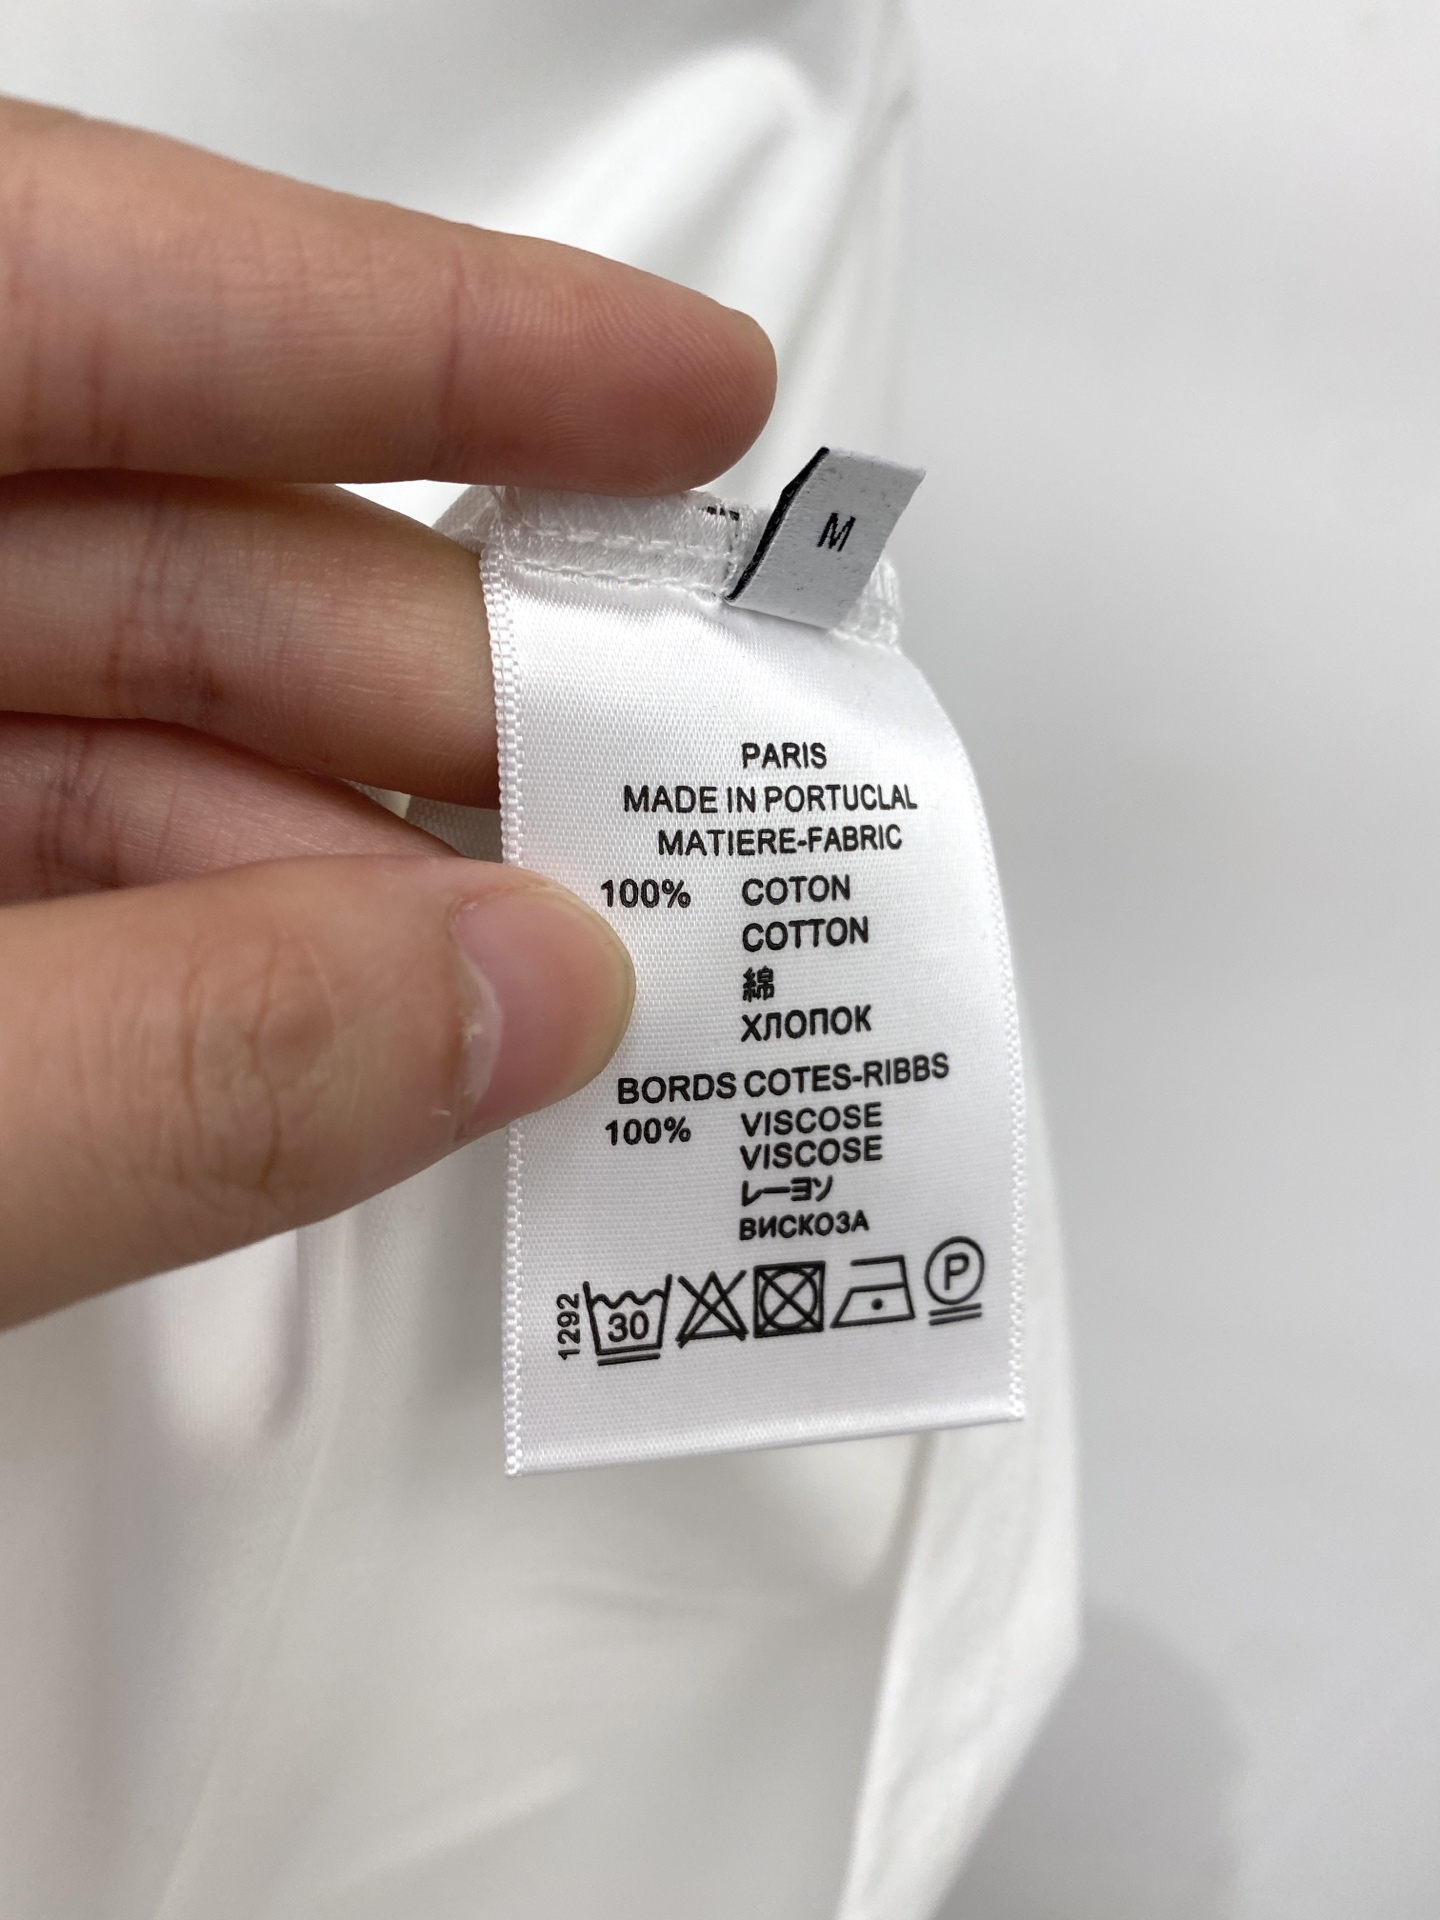 M
PARIS
MADE IN PORTUCLAL
MATIERE-FABRIC
100% COTON
COTTON
綿
ХЛОПОК
BORDS COTES-RIBBS
100% VISCOSE
VISCOSE
レーヨソ
ВИСКОЗА
1292 30 P